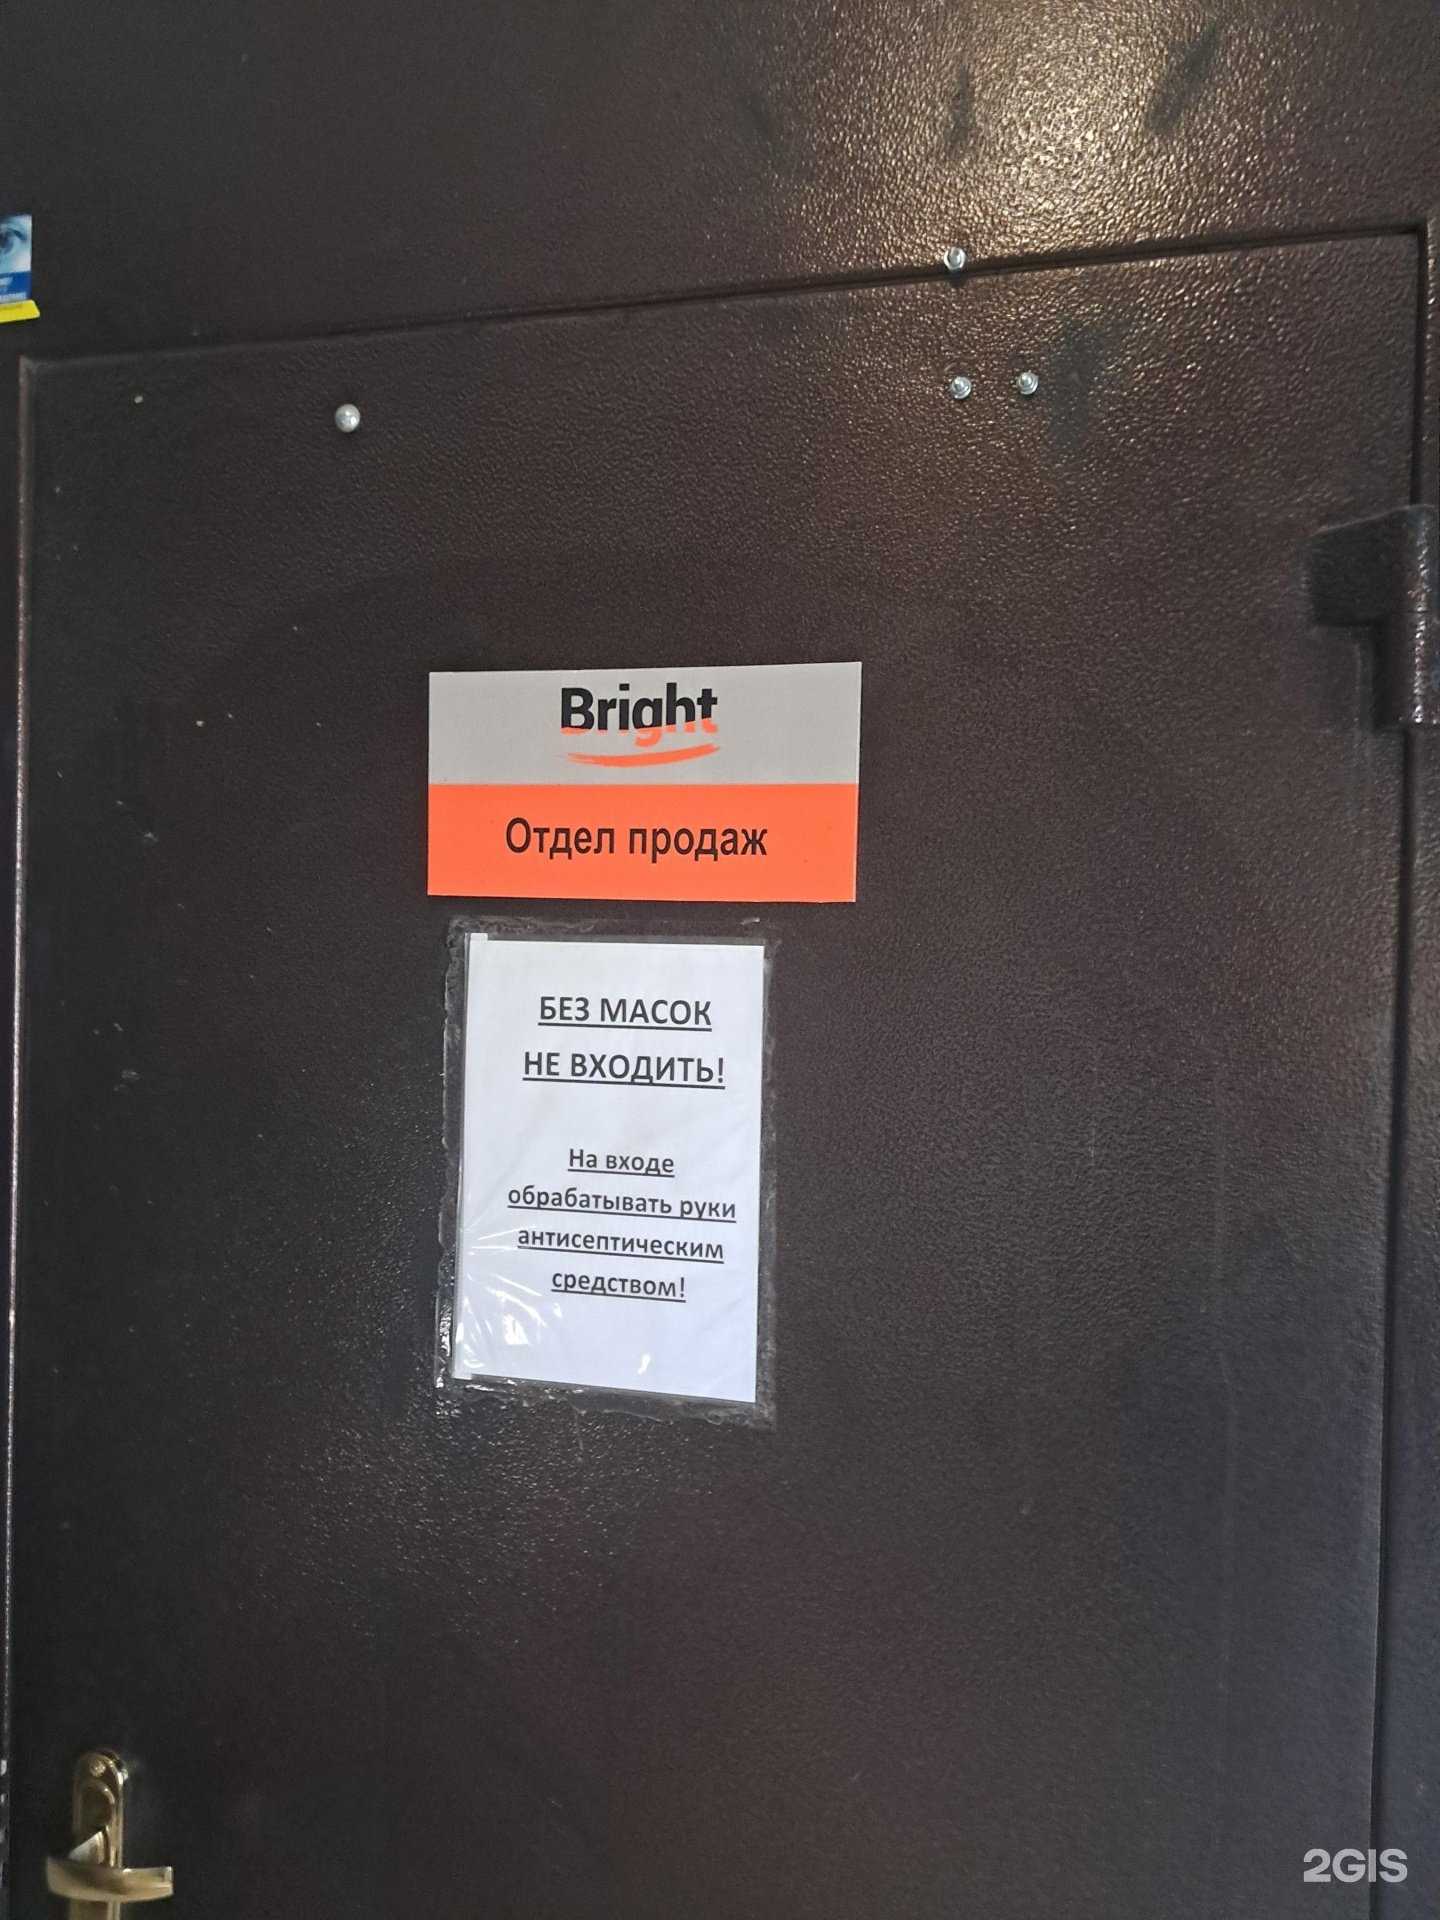 Bright
Отдел продаж
БЕЗ МАСОК
НЕ ВХОДИТЬ!
На входе
обрабатывать руки
антисептическим
средством!
2GIS